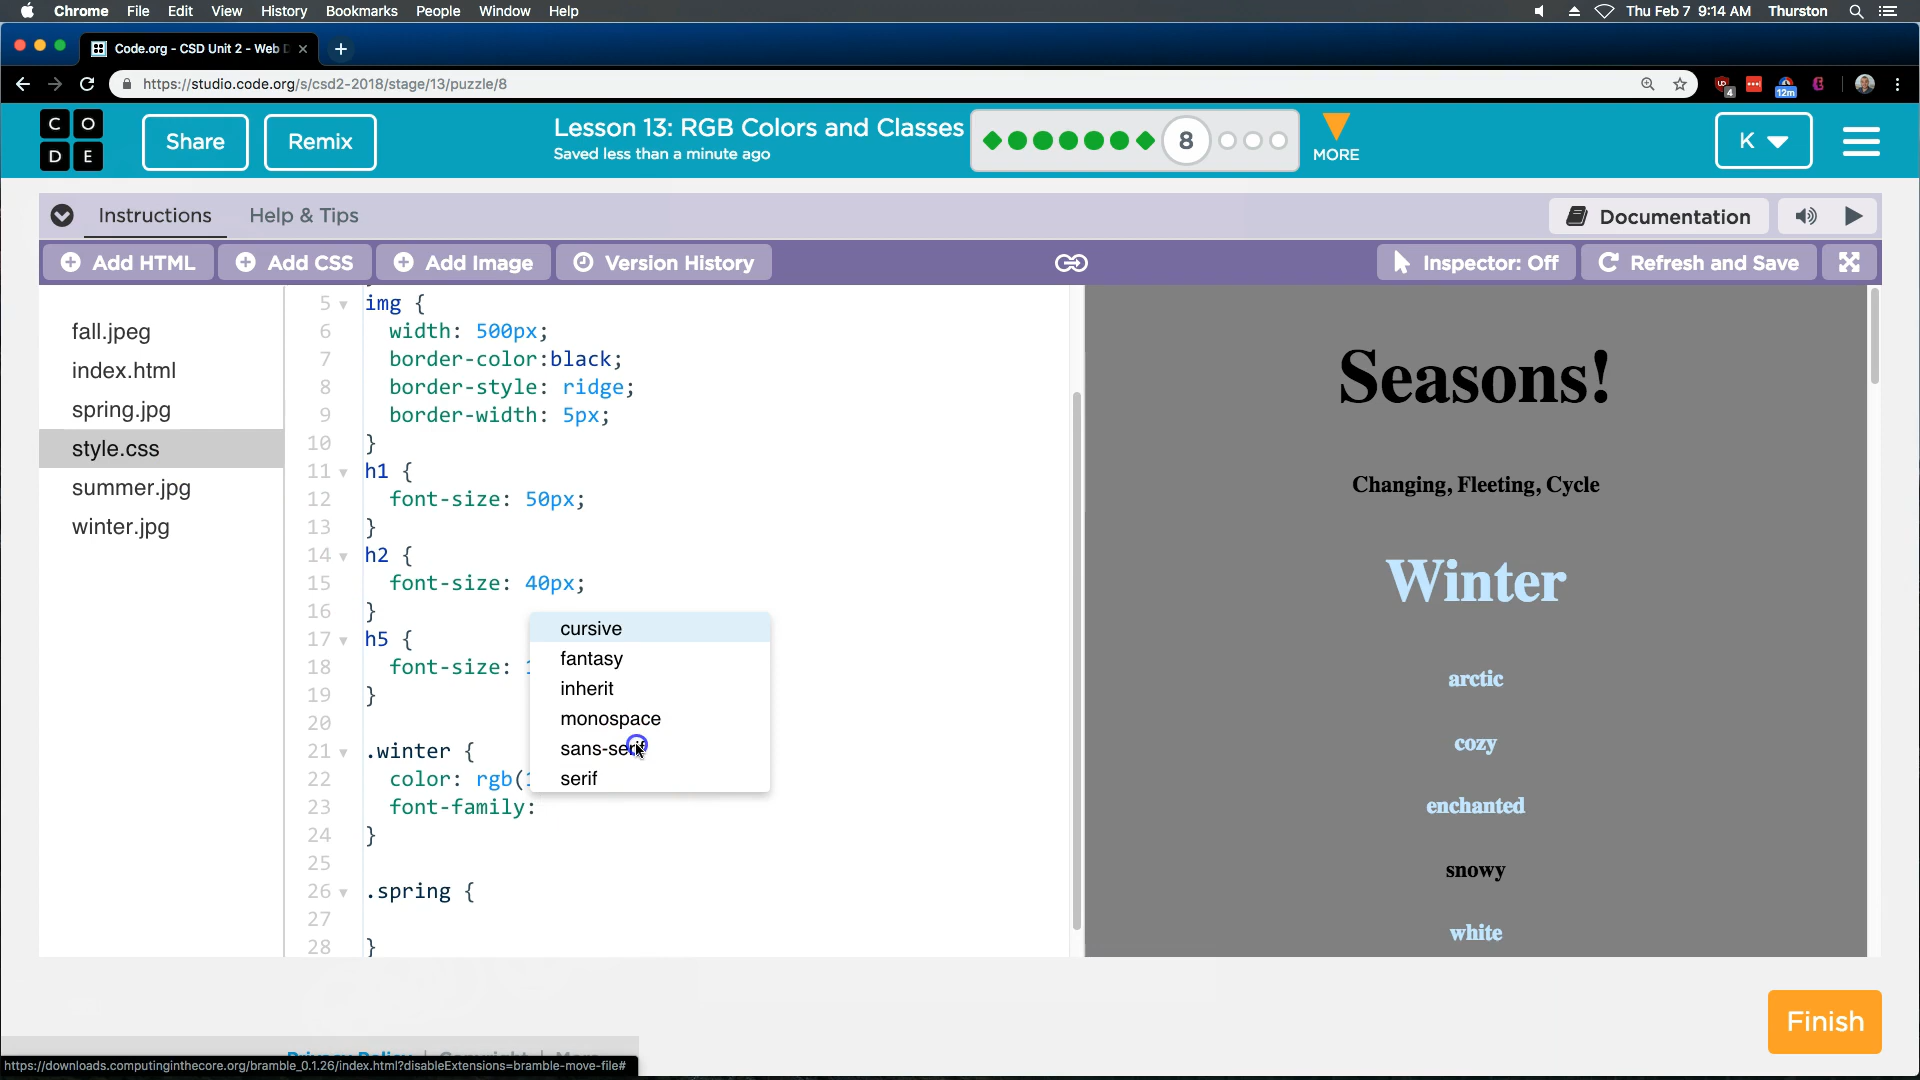 Chrome File Edit View History Bookmarks People Window Help
Thu Feb 7 9:14 AM Thurston
Code.org - CSD Unit 2 - Web D
https://studio.code.org/s/csd2-2018/stage/13/puzzle/8
4
12m
C O
D E
Share
Remix
Lesson 13: RGB Colors and Classes
Saved less than a minute ago
8
MORE
K
Instructions
Help & Tips
Documentation
Add HTML
Add CSS
Add Image
Version History
Inspector: Off
Refresh and Save
fall.jpeg
index.html
spring.jpg
style.css
summer.jpg
winter.jpg
5 img {
6 width: 500px;
7 border-color:black;
8 border-style: ridge;
9 border-width: 5px;
10 }
11 h1 {
12 font-size: 50px;
13 }
14 h2 {
15 font-size: 40px;
16 }
17 h5 {
18 font-size:
19 }
20
21 .winter {
22 color: rgb(
23 font-family:
24 }
25
26 .spring {
27
28 }
cursive
fantasy
inherit
monospace
sans-serif
serif
Seasons!
Changing, Fleeting, Cycle
Winter
arctic
cozy
enchanted
snowy
white
Finish
Privacy Policy | Copyright | More
https://downloads.computinginthecore.org/bramble_0.1.26/index.html?disableExtensions=bramble-move-file#